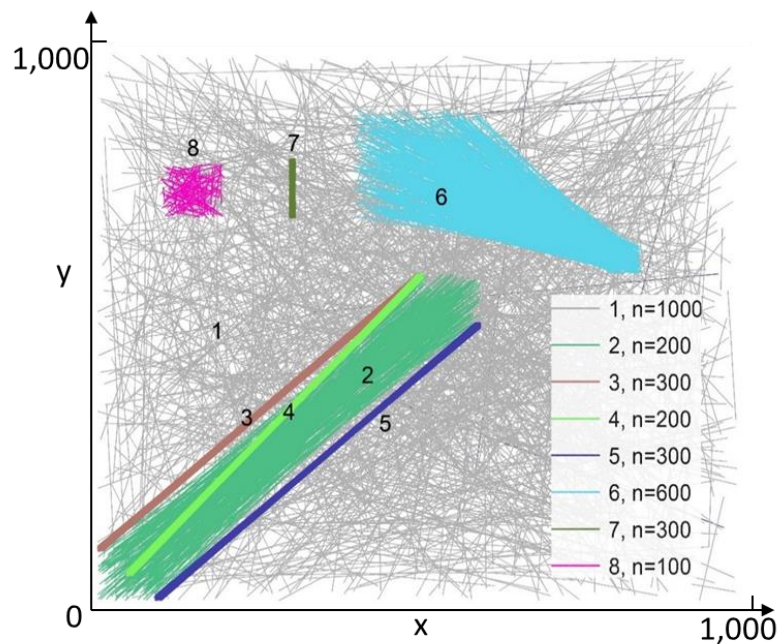 1,000
8
7
6
y
1
2
3
4
5
1, n=1000
2, n=200
3, n=300
4, n=200
5, n=300
6, n=600
7, n=300
8, n=100
0
x
1,000